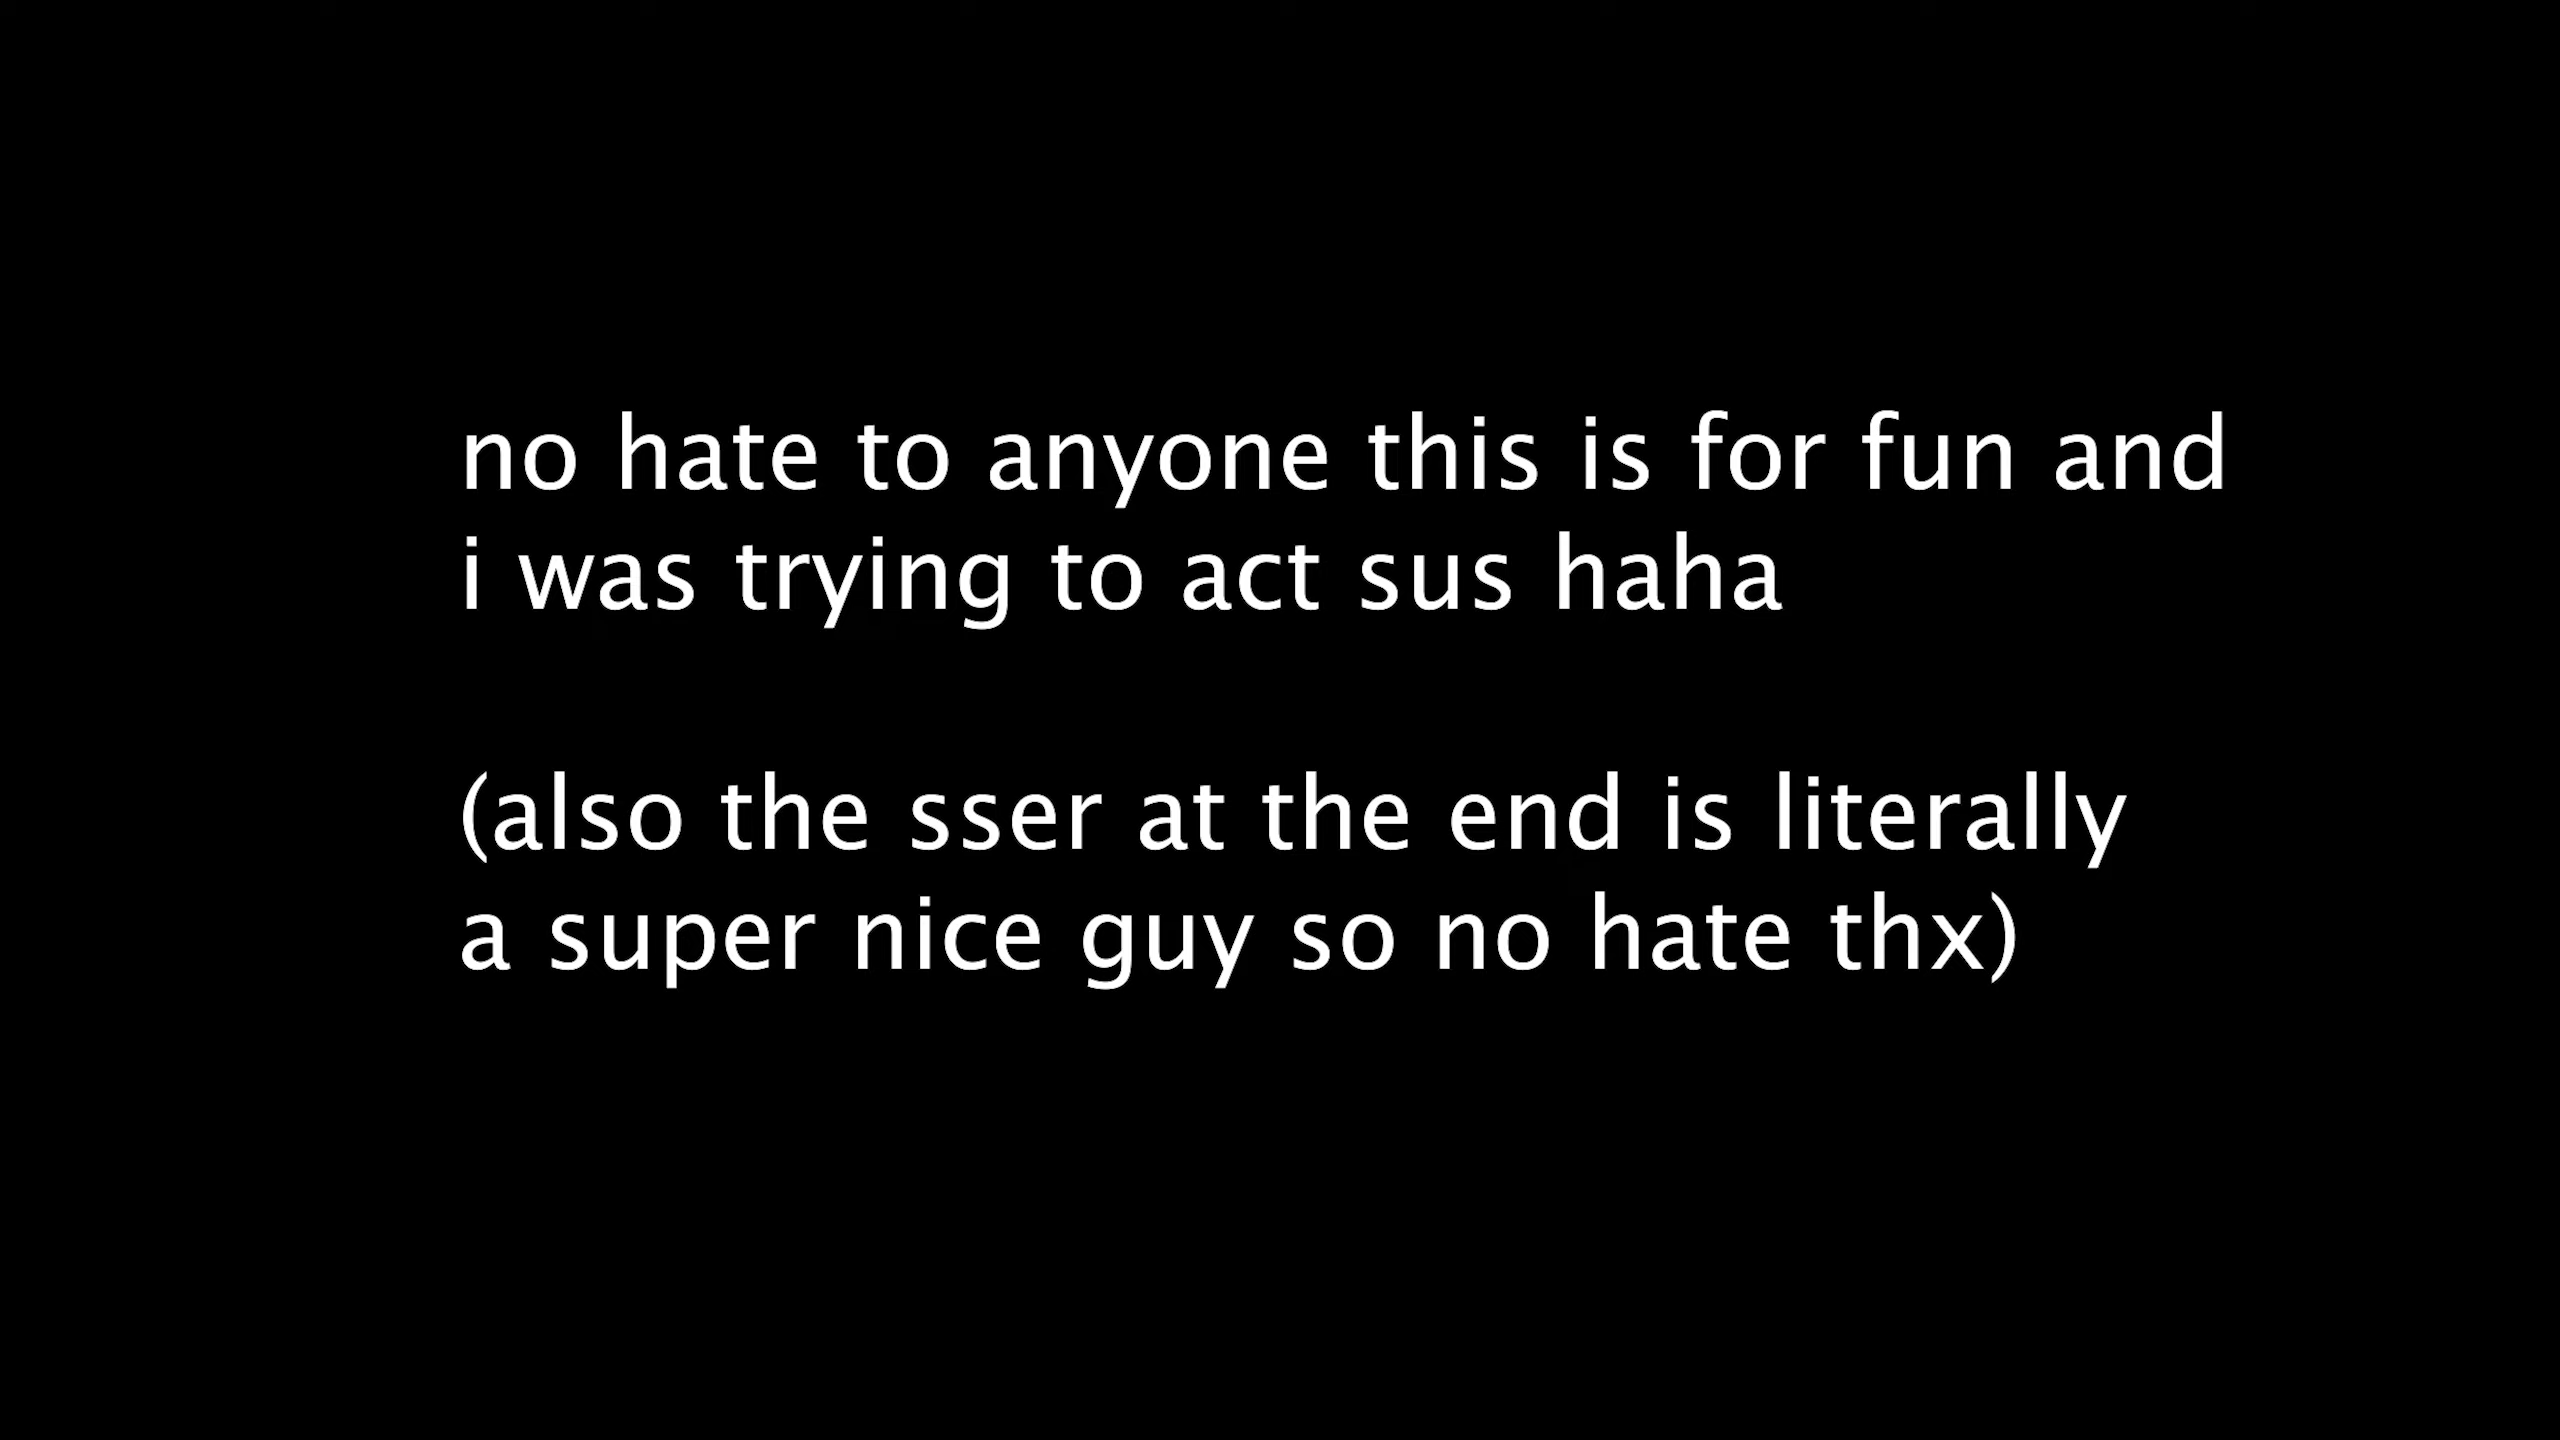 no hate to anyone this is for fun and
i was trying to act sus haha
(also the sser at the end is literally
a super nice guy so no hate thx)